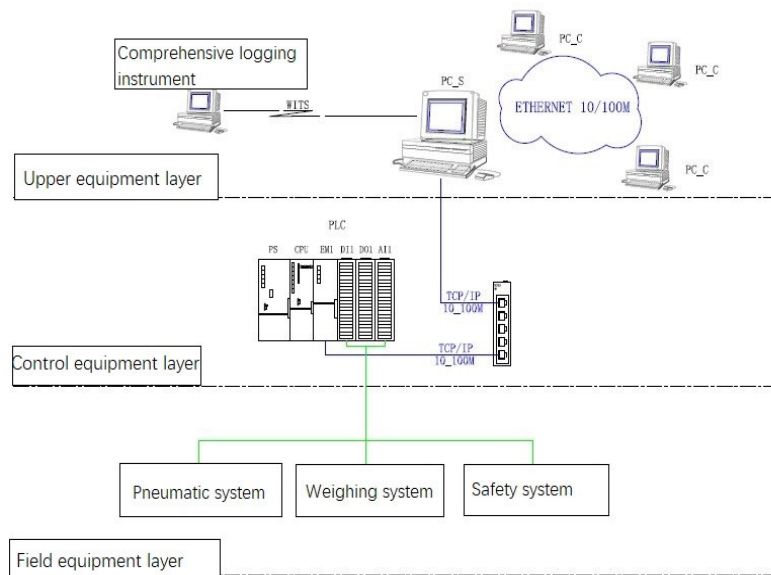 PC_C
Comprehensive logging
instrument
PC_C
PC_S
WITS
ETHERNET 10/100M
PC_C
Upper equipment layer
PLC
PS CPU EM1 DI1 DO1 AI1
TCP/IP
10_100M
TCP/IP
10_100M
Control equipment layer
Pneumatic system
Weighing system
Safety system
Field equipment layer